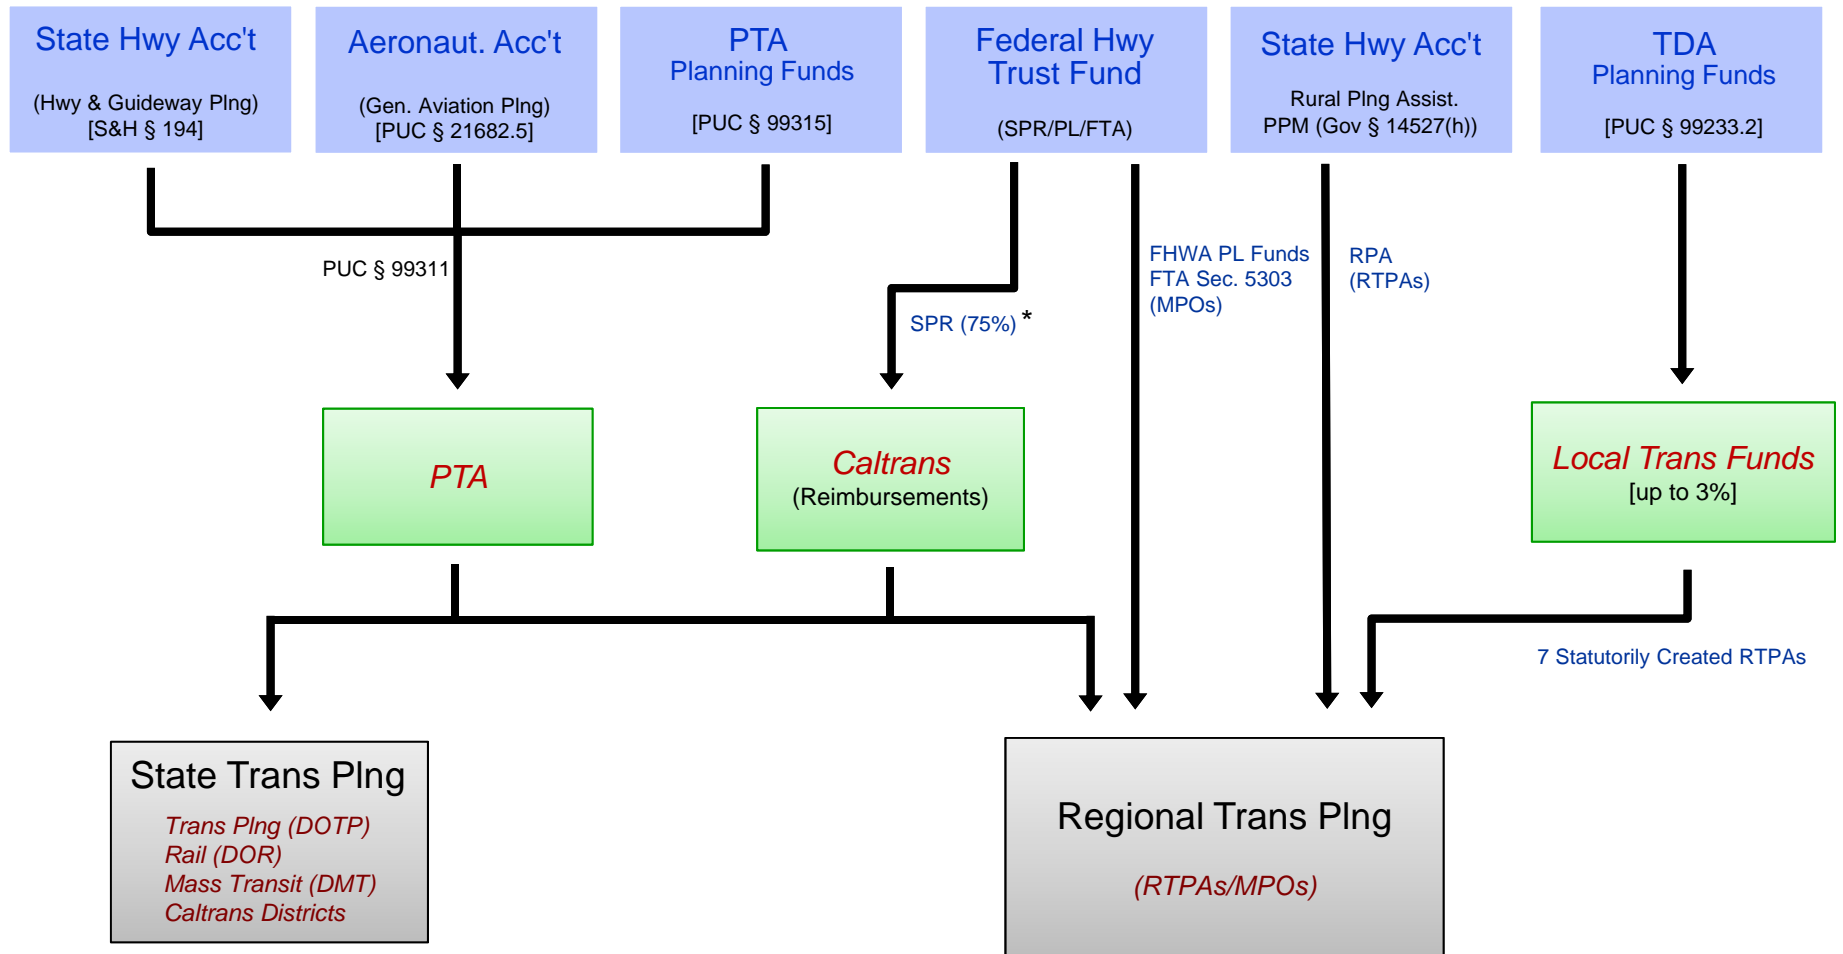 State Hwy Acc't
(Hwy & Guideway Plng)
[S&H § 194]
Aeronaut. Acc't
(Gen. Aviation Plng)
[PUC § 21682.5]
PTA
Planning Funds
[PUC § 99315]
Federal Hwy
Trust Fund
(SPR/PL/FTA)
State Hwy Acc't
Rural Plng Assist.
PPM (Gov § 14527(h))
TDA
Planning Funds
[PUC § 99233.2]
PUC § 99311
SPR (75%) *
FHWA PL Funds
FTA Sec. 5303
(MPOs)
RPA
(RTPAs)
PTA
Caltrans
(Reimbursements)
Local Trans Funds
[up to 3%]
7 Statutorily Created RTPAs
State Trans Plng
Trans Plng (DOTP)
Rail (DOR)
Mass Transit (DMT)
Caltrans Districts
Regional Trans Plng
(RTPAs/MPOs)